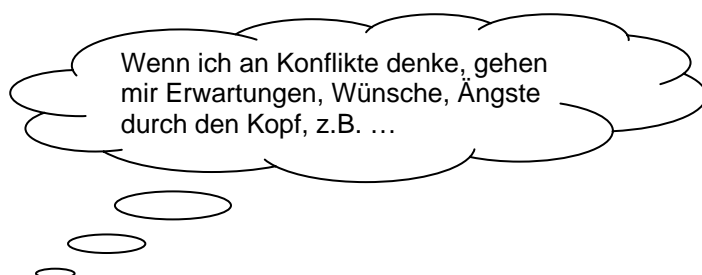 Wenn ich an Konflikte denke, gehen
mir Erwartungen, Wünsche, Ängste
durch den Kopf, z.B. …